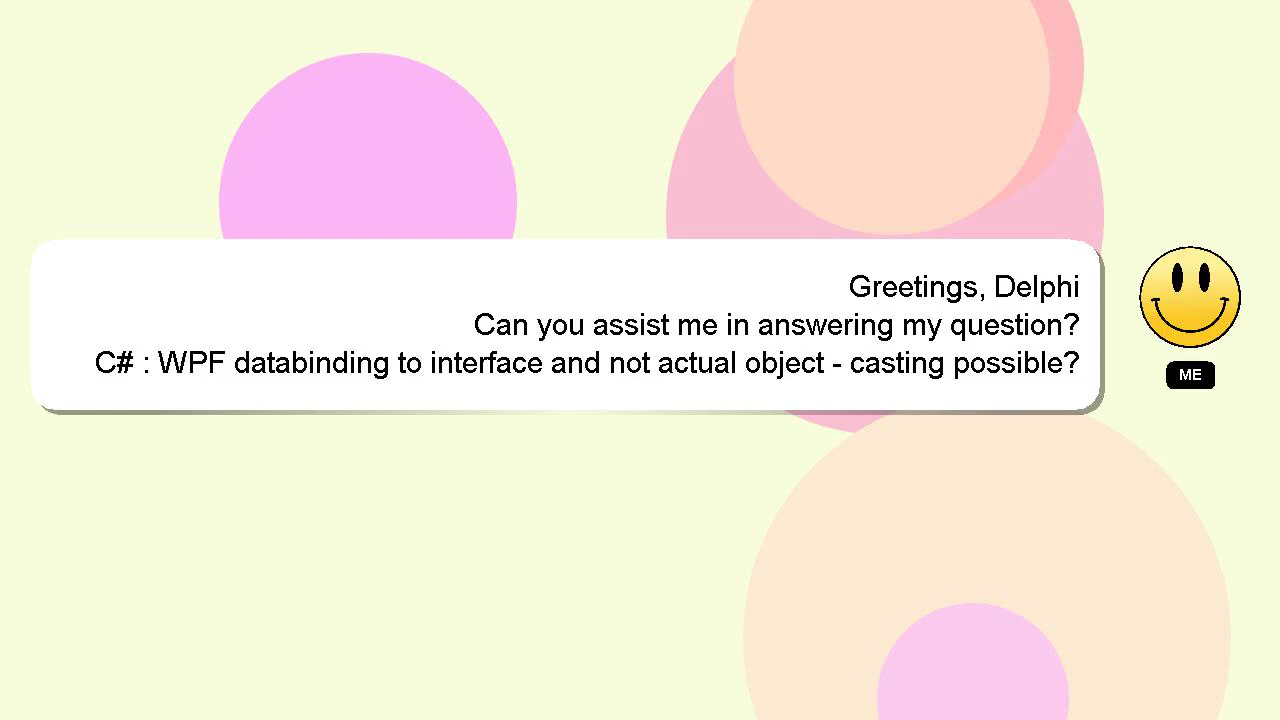 Greetings, Delphi
Can you assist me in answering my question?
C# : WPF databinding to interface and not actual object - casting possible?
ME